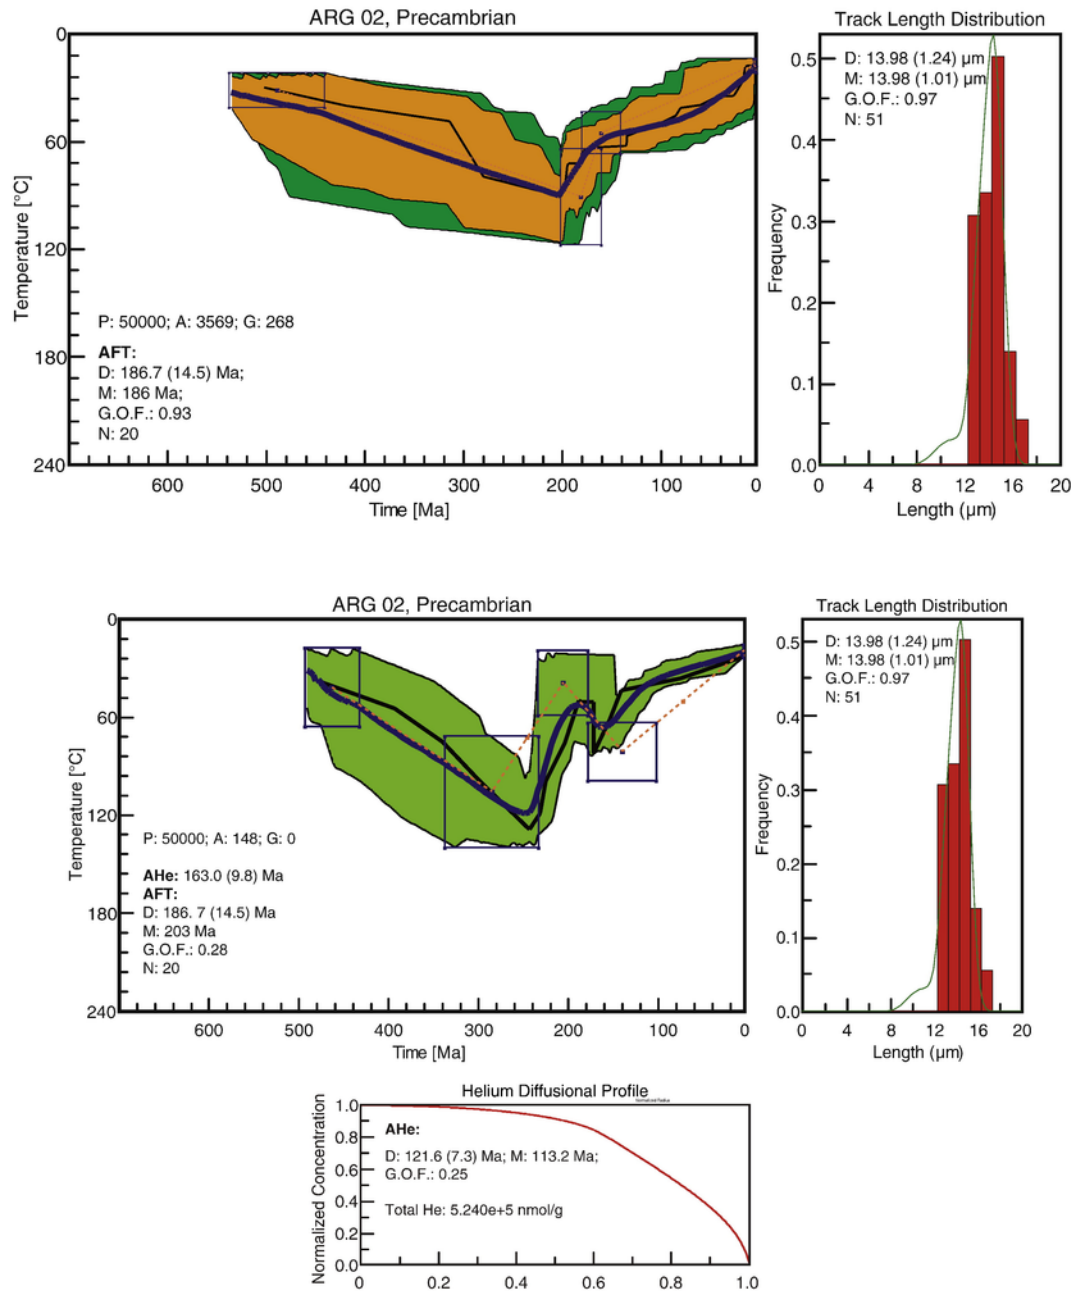 ARG 02, Precambrian
0
60
120
180
240
Temperature [°C]
P: 50000; A: 3569; G: 268
AFT:
D: 186.7 (14.5) Ma;
M: 186 Ma;
G.O.F.: 0.93
N: 20
600 500 400 300 200 100 0
Time [Ma]
Track Length Distribution
D: 13.98 (1.24) µm
M: 13.98 (1.01) µm
G.O.F.: 0.97
N: 51
0.5
0.4
0.3
0.2
0.1
0.0
Frequency
0 4 8 12 16 20
Length (µm)
ARG 02, Precambrian
0
60
120
180
240
Temperature [°C]
P: 50000; A: 148; G: 0
AHe: 163.0 (9.8) Ma
AFT:
D: 186. 7 (14.5) Ma
M: 203 Ma
G.O.F.: 0.28
N: 20
600 500 400 300 200 100 0
Time [Ma]
Track Length Distribution
D: 13.98 (1.24) µm
M: 13.98 (1.01) µm
G.O.F.: 0.97
N: 51
0.5
0.4
0.3
0.2
0.1
0.0
Frequency
0 4 8 12 16 20
Length (µm)
Helium Diffusional Profile
Normalized Radius
1.0
0.8
0.6
0.4
0.2
0.0
Normalized Concentration
AHe:
D: 121.6 (7.3) Ma; M: 113.2 Ma;
G.O.F.: 0.25
Total He: 5.240e+5 nmol/g
0 0.2 0.4 0.6 0.8 1.0